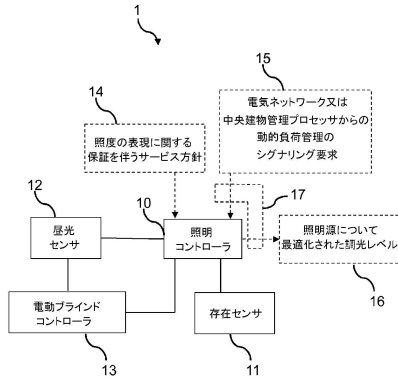 1
15
14
電気ネットワーク又は
中央建物管理プロセッサからの
動的負荷管理の
シグナリング要求
照度の表現に関する
保証を伴うサービス方針
17
12
10
昼光
センサ
照明
コントローラ
照明源について
最適化された調光レベル
16
電動ブラインド
コントローラ
存在センサ
13
11